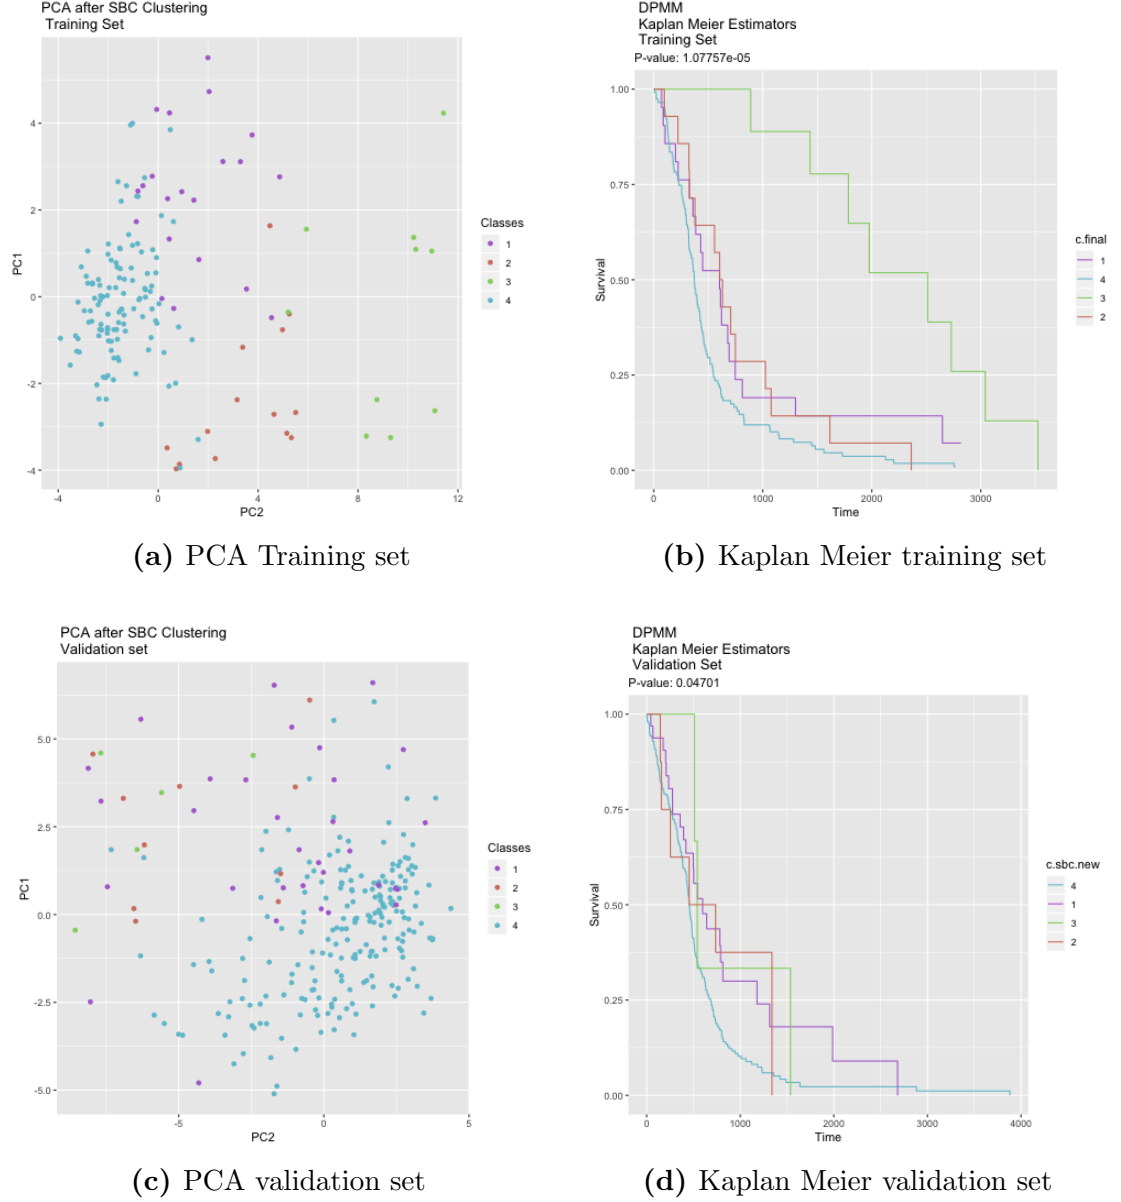 PCA after SBC Clustering
Training Set
4
2
0
-2
-4
-4
0
4
8
12
PC1
PC2
Classes
1
2
3
4
(a) PCA Training set
DPMM
Kaplan Meier Estimators
Training Set
P-value: 1.07757e-05
1.00
0.75
0.50
0.25
0.00
0
1000
2000
3000
Survival
Time
c.final
1
4
3
2
(b) Kaplan Meier training set
PCA after SBC Clustering
Validation set
5.0
2.5
0.0
-2.5
-5.0
-5
0
5
PC1
PC2
Classes
1
2
3
4
(c) PCA validation set
DPMM
Kaplan Meier Estimators
Validation Set
P-value: 0.04701
1.00
0.75
0.50
0.25
0.00
0
1000
2000
3000
4000
Survival
Time
c.sbc.new
4
1
3
2
(d) Kaplan Meier validation set